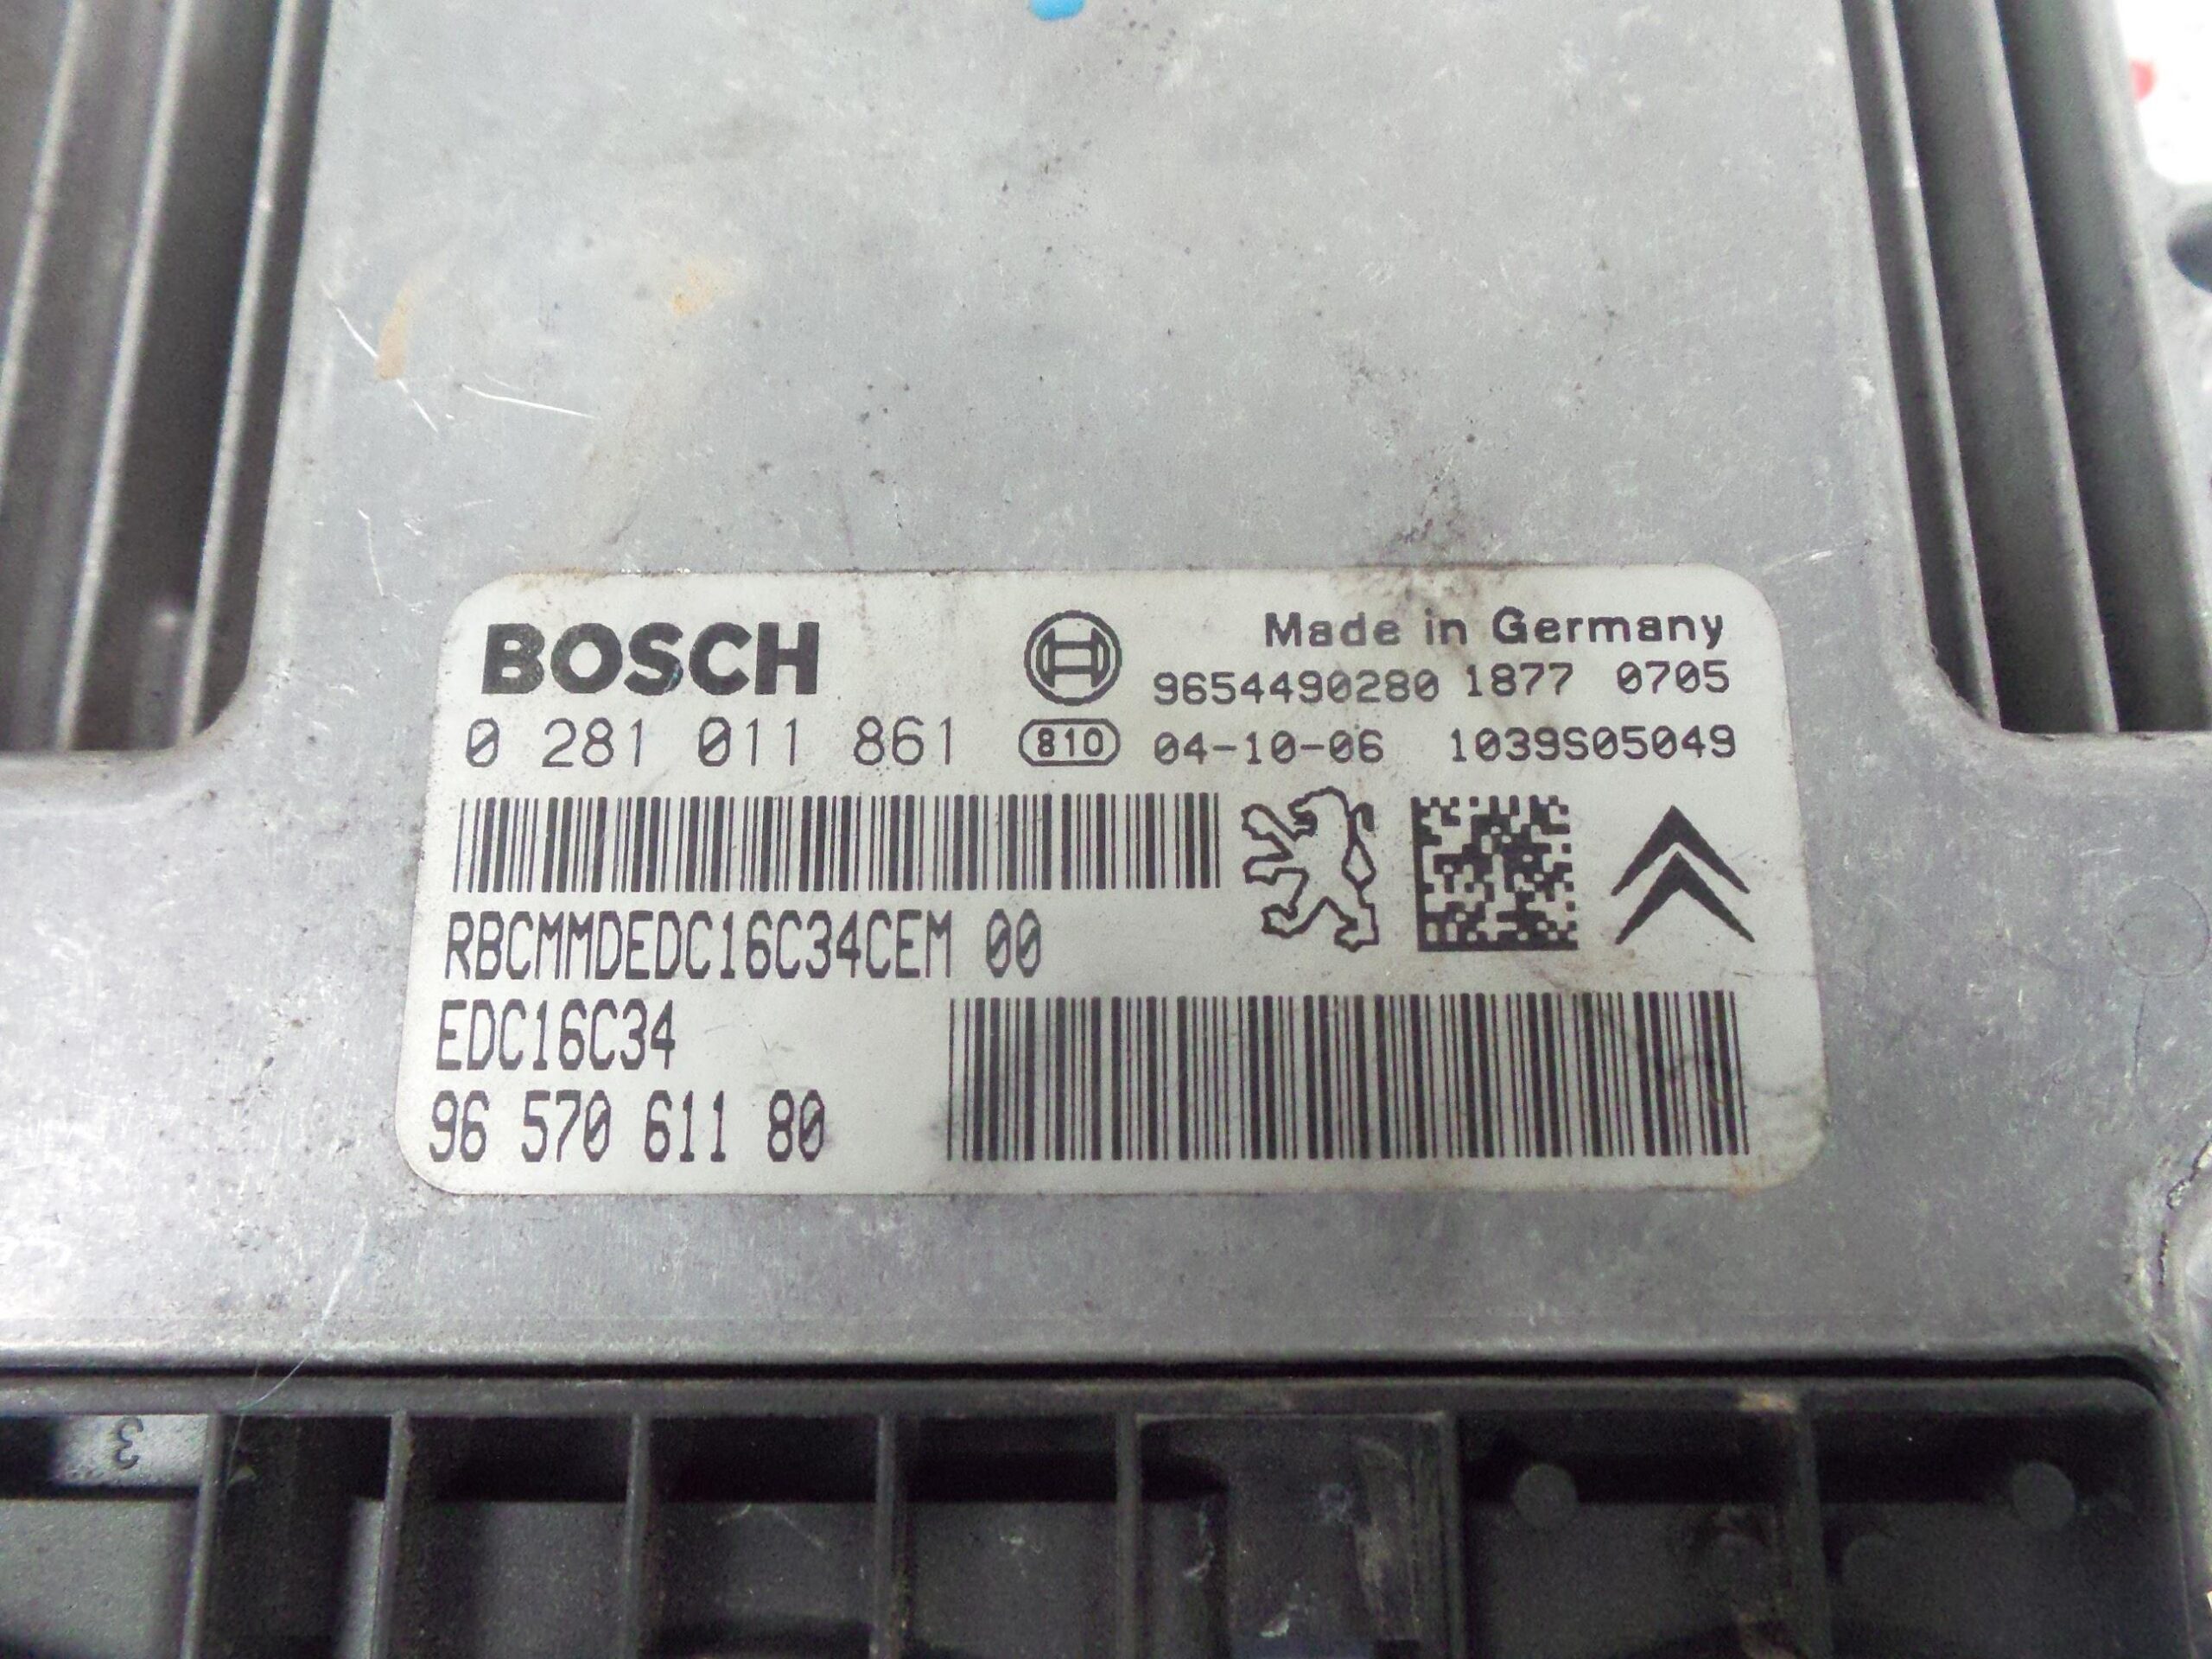 BOSCH
Made in Germany
9654490280 1877 0705
0 281 011 861 810 04-10-06 1039S05049
RBCMMDEDC16C34CEM 00
EDC16C34
96 570 611 80
3